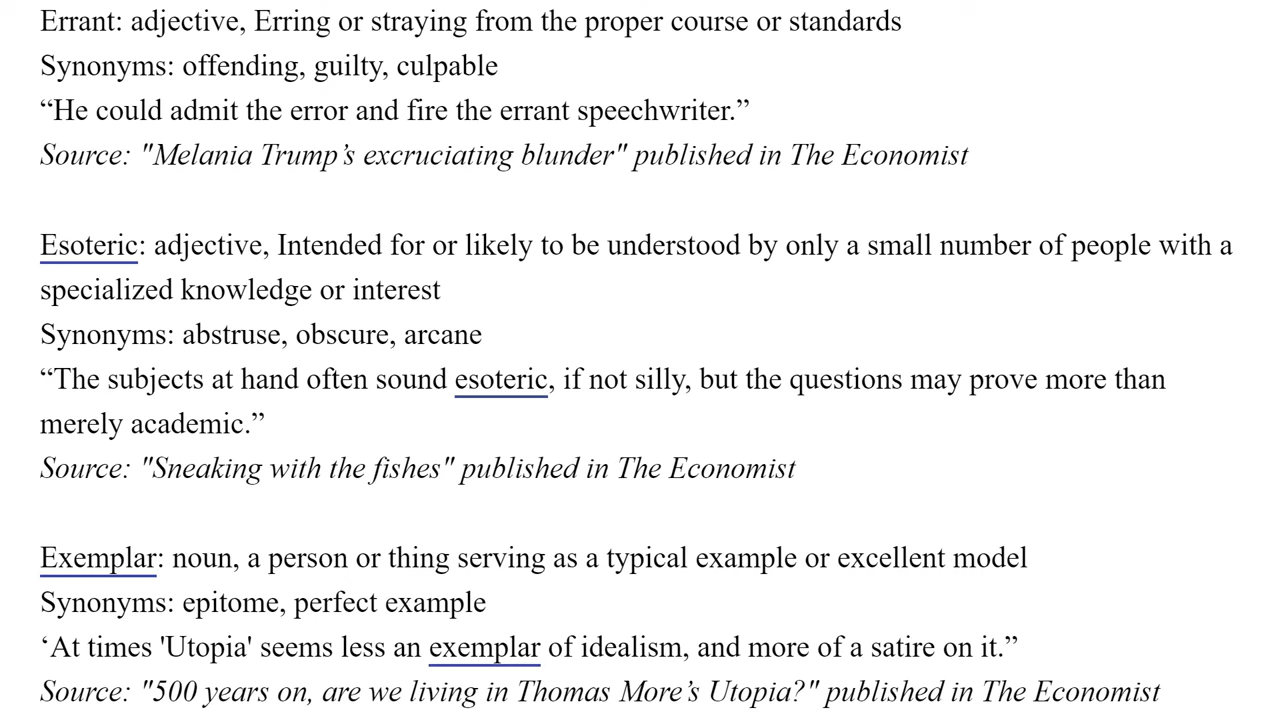 Errant: adjective, Erring or straying from the proper course or standards
Synonyms: offending, guilty, culpable
“He could admit the error and fire the errant speechwriter.”
Source: "Melania Trump’s excruciating blunder" published in The Economist
Esoteric: adjective, Intended for or likely to be understood by only a small number of people with a
specialized knowledge or interest
Synonyms: abstruse, obscure, arcane
“The subjects at hand often sound esoteric, if not silly, but the questions may prove more than
merely academic.”
Source: "Sneaking with the fishes" published in The Economist
Exemplar: noun, a person or thing serving as a typical example or excellent model
Synonyms: epitome, perfect example
‘At times 'Utopia' seems less an exemplar of idealism, and more of a satire on it.”
Source: "500 years on, are we living in Thomas More’s Utopia?" published in The Economist